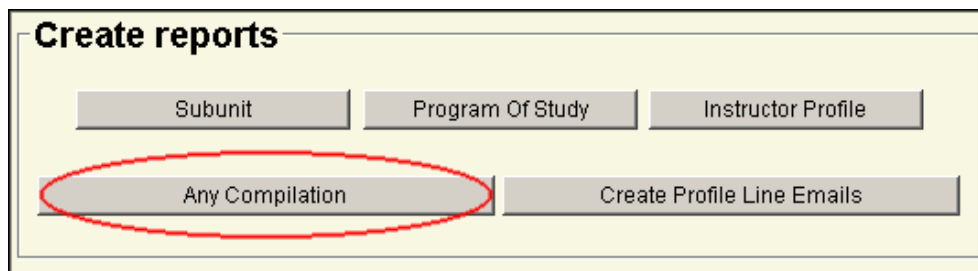 Create reports
Subunit Program Of Study Instructor Profile
Any Compilation Create Profile Line Emails